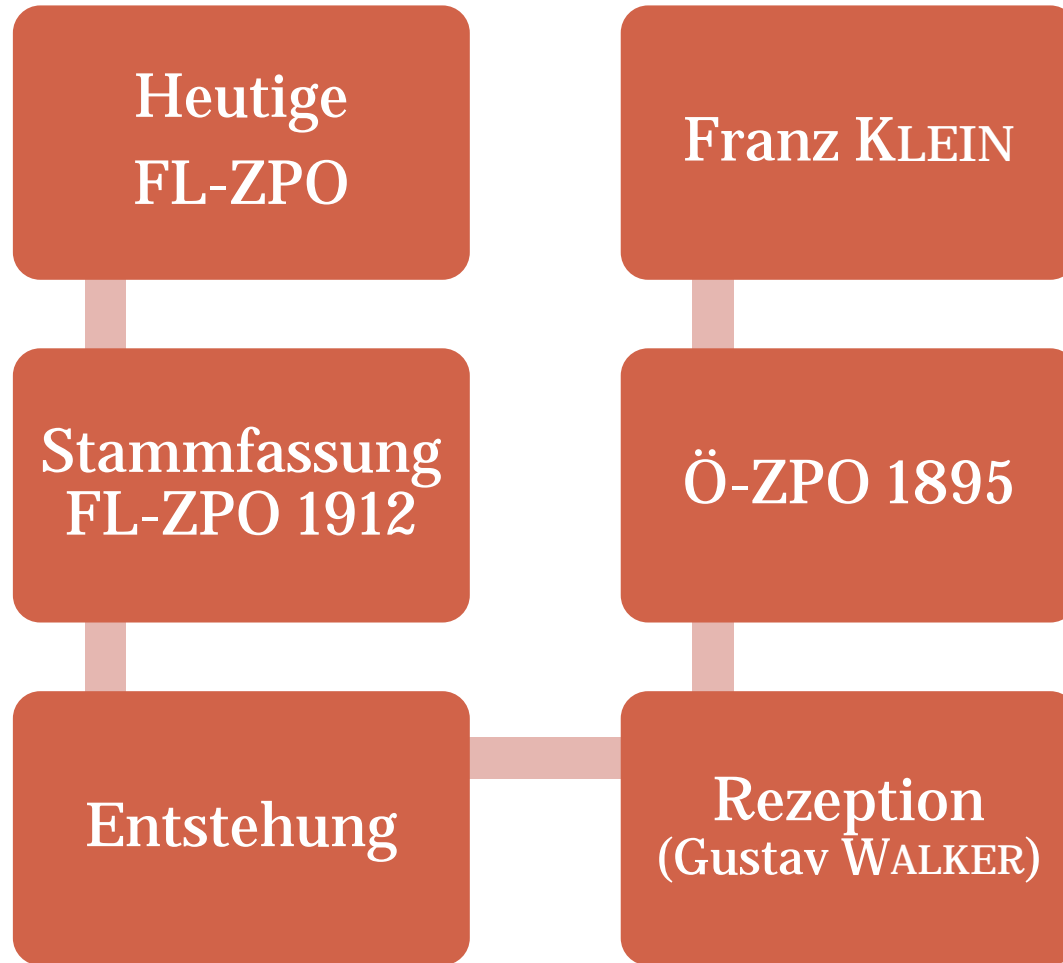 Heutige
FL-ZPO
Stammfassung
FL-ZPO 1912
Entstehung
Rezeption
(Gustav WALKER)
Ö-ZPO 1895
Franz KLEIN